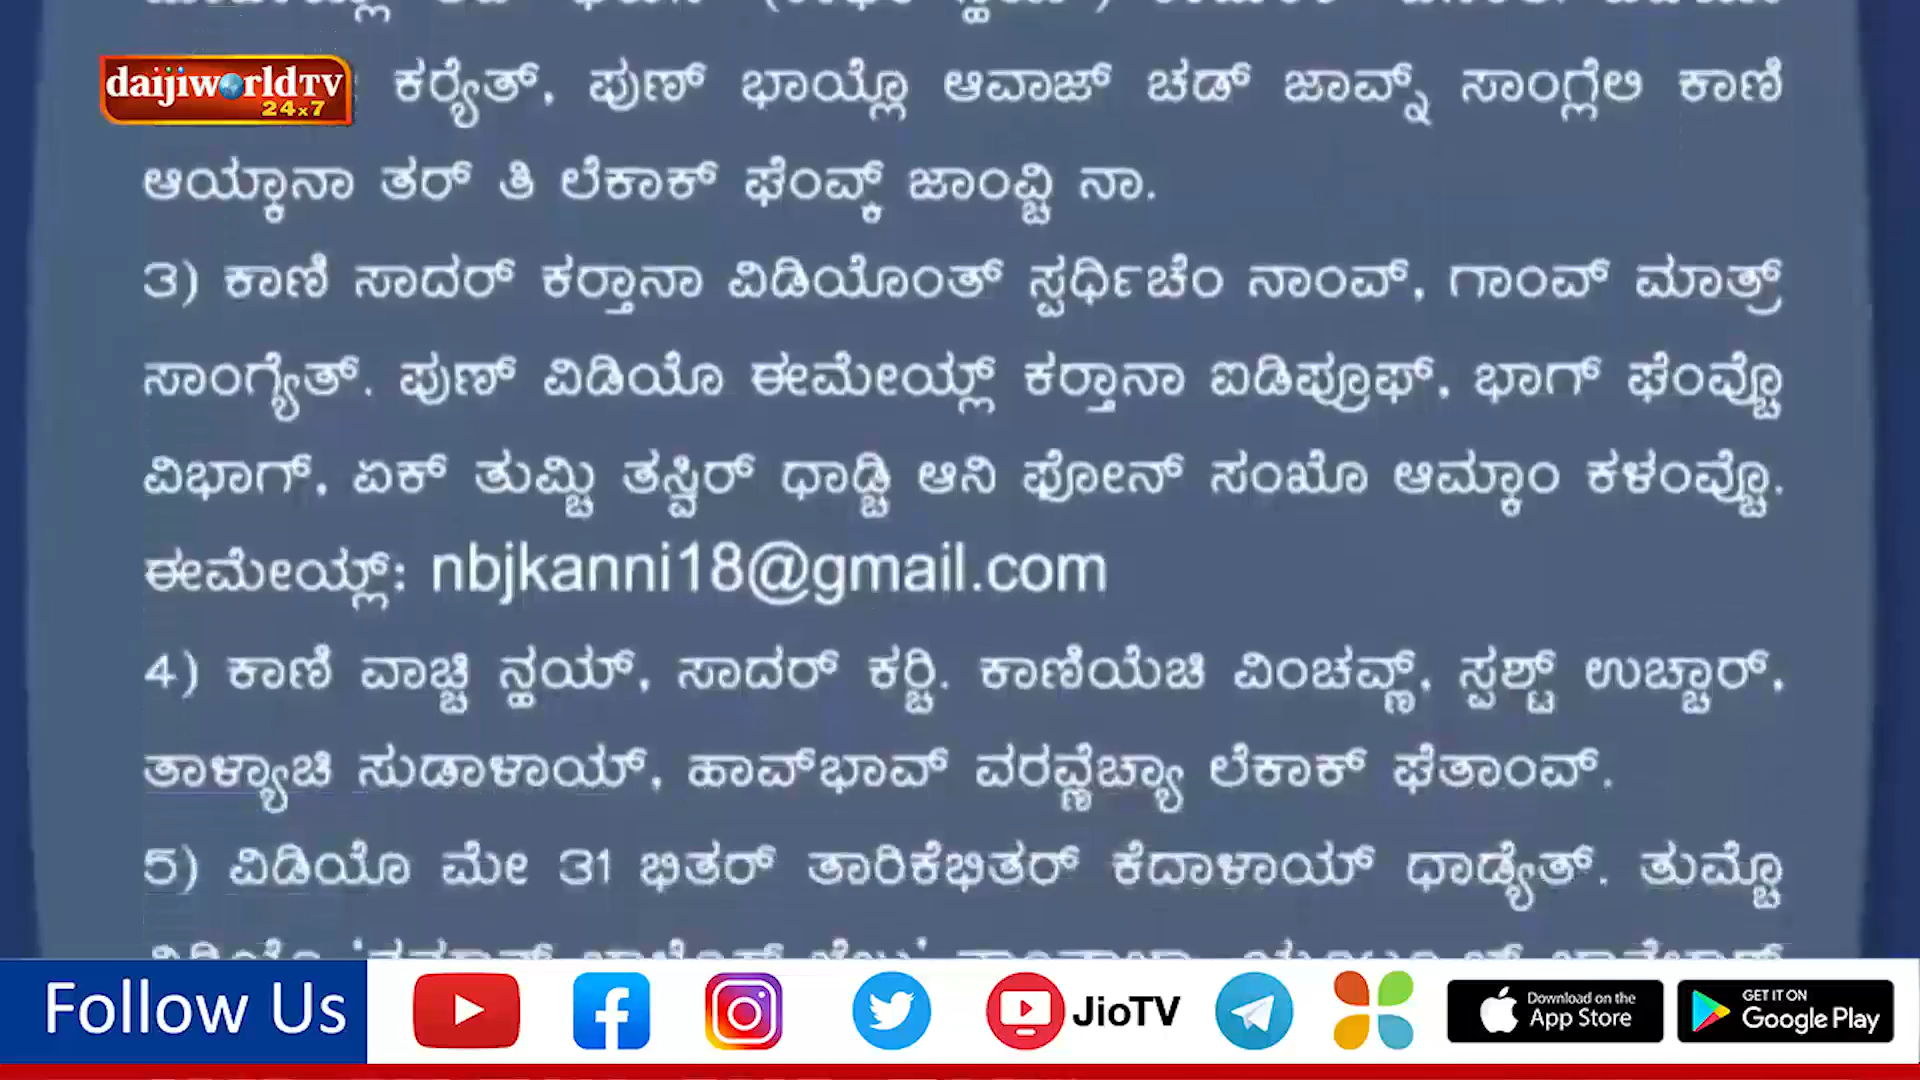 daijiworldTV
24x7
ಕರ‍್ಯೆತ್, ಪುಣ್ ಭಾಯ್ಲೊ ಆವಾಜ್ ಚಡ್ ಜಾವ್ನ್ ಸಾಂಗ್ಲೆಲಿ ಕಾಣಿ
ಆಯ್ಕಾನಾ ತರ್ ತಿ ಲೆಕಾಕ್ ಘೆಂವ್ಕ್ ಜಾಂವ್ಚಿ ನಾ.
3) ಕಾಣಿ ಸಾದರ್ ಕರ‍್ತಾನಾ ವಿಡಿಯೊಂತ್ ಸ್ಪರ್ಧಿಚೆಂ ನಾಂವ್, ಗಾಂವ್ ಮಾತ್ರ್
ಸಾಂಗ್ಯೆತ್. ಪುಣ್ ವಿಡಿಯೊ ಈಮೇಯ್ಲ್ ಕರ‍್ತಾನಾ ಐಡಿಪ್ರೂಫ್, ಭಾಗ್ ಘೆಂವ್ಚೊ
ವಿಭಾಗ್, ಏಕ್ ತುಮ್ಚಿ ತಸ್ವಿರ್ ಧಾಡ್ಚಿ ಆನಿ ಫೋನ್ ಸಂಖೊ ಆಮ್ಕಾಂ ಕಳಂವ್ಚೊ.
ಈಮೇಯ್ಲ್: nbjkanni18@gmail.com
4) ಕಾಣಿ ವಾಚ್ಚಿ ನ್ಹಯ್, ಸಾದರ್ ಕರ‍್ಚಿ. ಕಾಣಿಯೆಚಿ ವಿಂಚವ್ಣ್, ಸ್ಪಶ್ಟ್ ಉಚ್ಚಾರ್,
ತಾಳ್ಯಾಚಿ ಸುಡಾಳಾಯ್, ಹಾವ್‌ಭಾವ್ ವರವ್ಣೆಚ್ಯಾ ಲೆಕಾಕ್ ಘೆತಾಂವ್.
5) ವಿಡಿಯೊ ಮೇ 31 ಭಿತರ್ ತಾರಿಕೆಭಿತರ್ ಕೆದಾಳಾಯ್ ಧಾಡ್ಯೆತ್. ತುಮ್ಚೊ
Follow Us
JioTV
Download on the
App Store
GET IT ON
Google Play